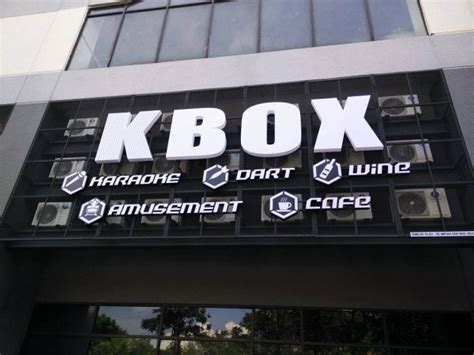 KBOX
KARAOKE DART WINE
AMUSEMENT CAFE